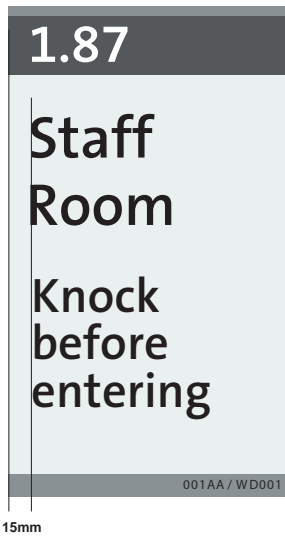 1.87
Staff
Room
Knock
before
entering
001AA / WD001
15mm